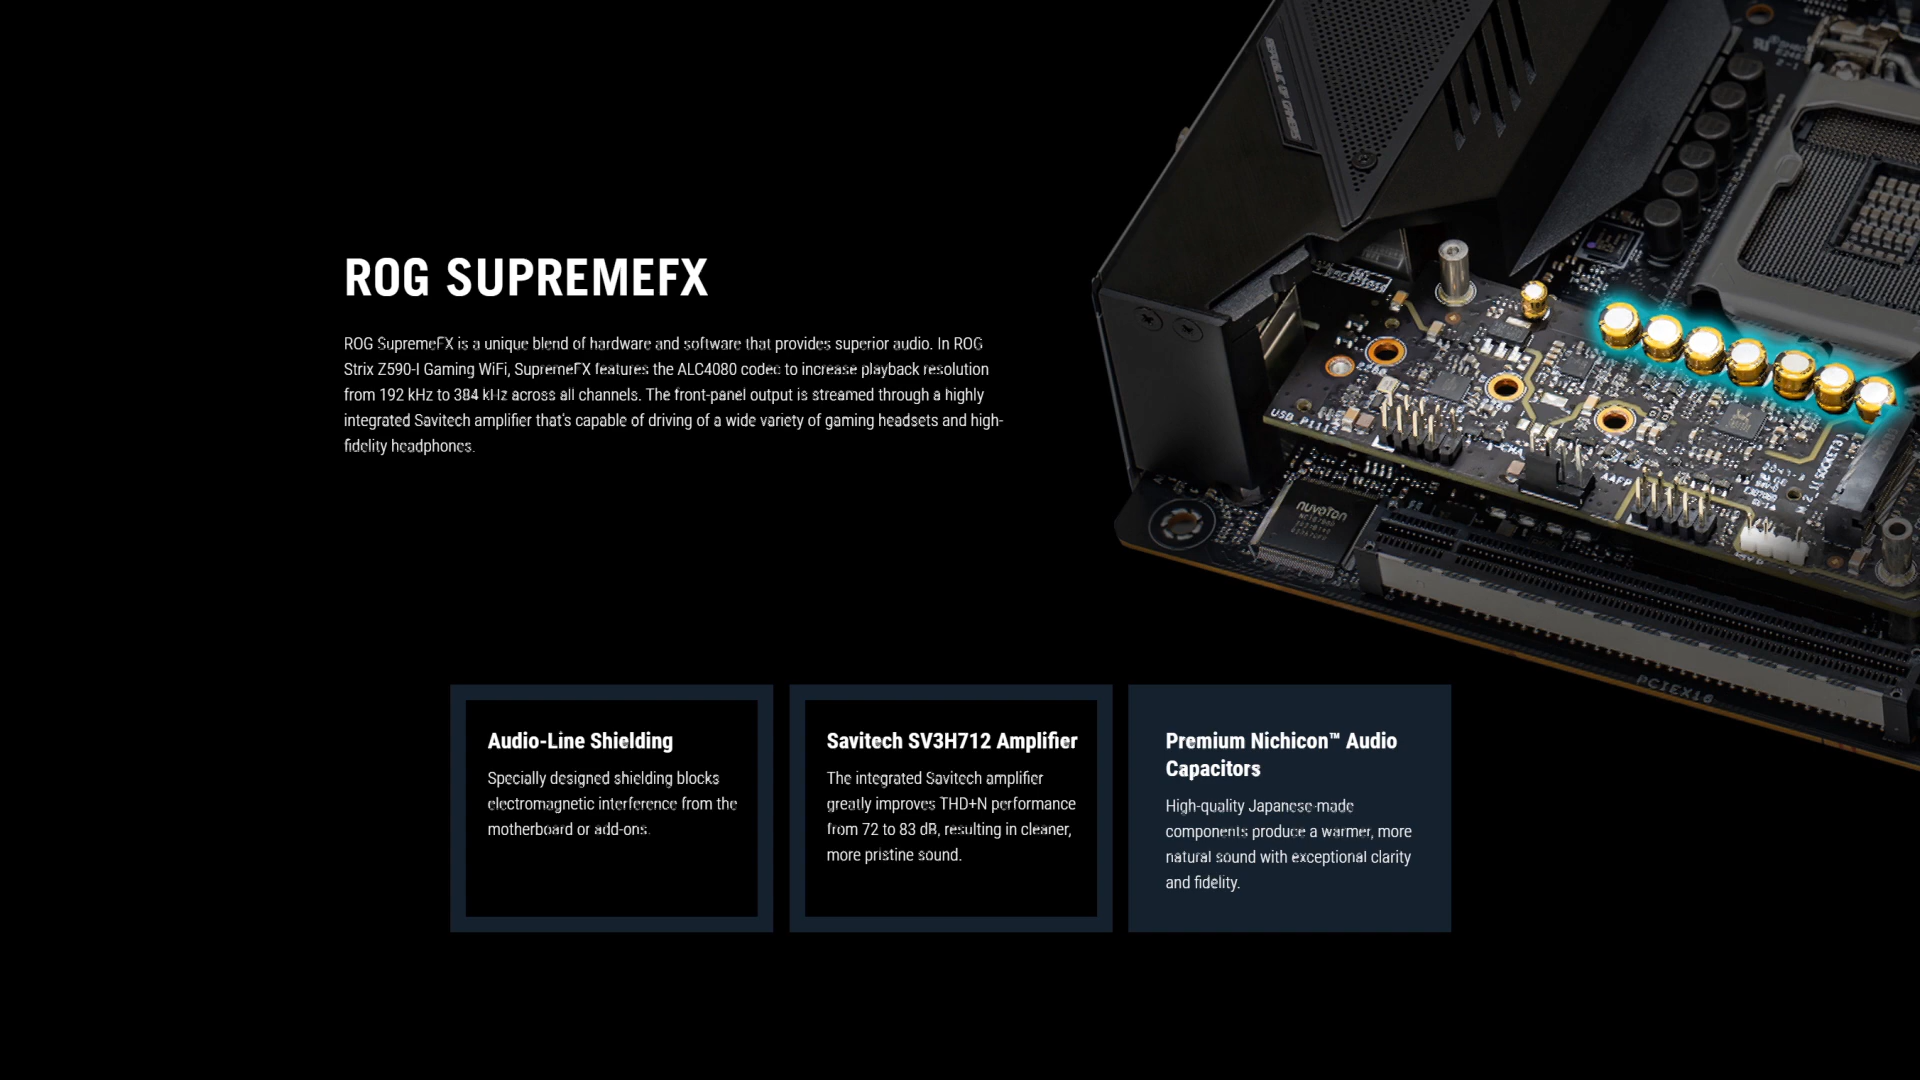 REPUBLIC OF GAMERS
ROG SUPREMEFX
ROG SupremeFX is a unique blend of hardware and software that provides superior audio. In ROG
Strix Z590-I Gaming WiFi, SupremeFX features the ALC4080 codec to increase playback resolution
from 192 kHz to 384 kHz across all channels. The front-panel output is streamed through a highly
integrated Savitech amplifier that's capable of driving of a wide variety of gaming headsets and high-
fidelity headphones.
USB
AAFP
nuvoTon
M.2_1(SOCKET3)
PCIEX16
Audio-Line Shielding
Specially designed shielding blocks
electromagnetic interference from the
motherboard or add-ons.
Savitech SV3H712 Amplifier
The integrated Savitech amplifier
greatly improves THD+N performance
from 72 to 83 dB, resulting in cleaner,
more pristine sound.
Premium Nichicon™ Audio
Capacitors
High-quality Japanese-made
components produce a warmer, more
natural sound with exceptional clarity
and fidelity.